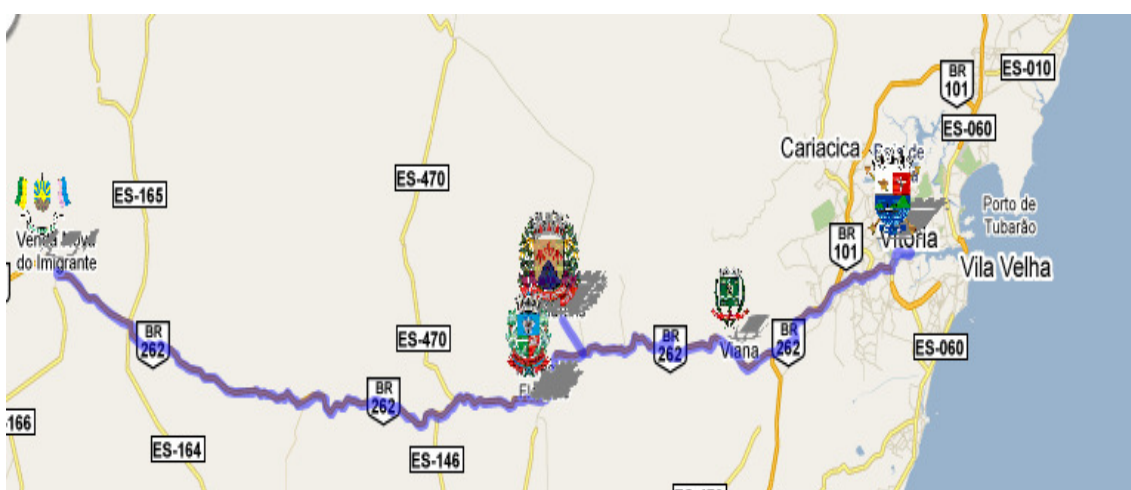 BR
101
ES-010
ES-060
Cariacica
ES-470
ES-165
Porto de
Tubarão
Venda Nova
do Imigrante
BR
101
Vitória
Vila Velha
BR
262
ES-470
BR
262
Viana
BR
262
ES-060
BR
262
-166
ES-164
ES-146